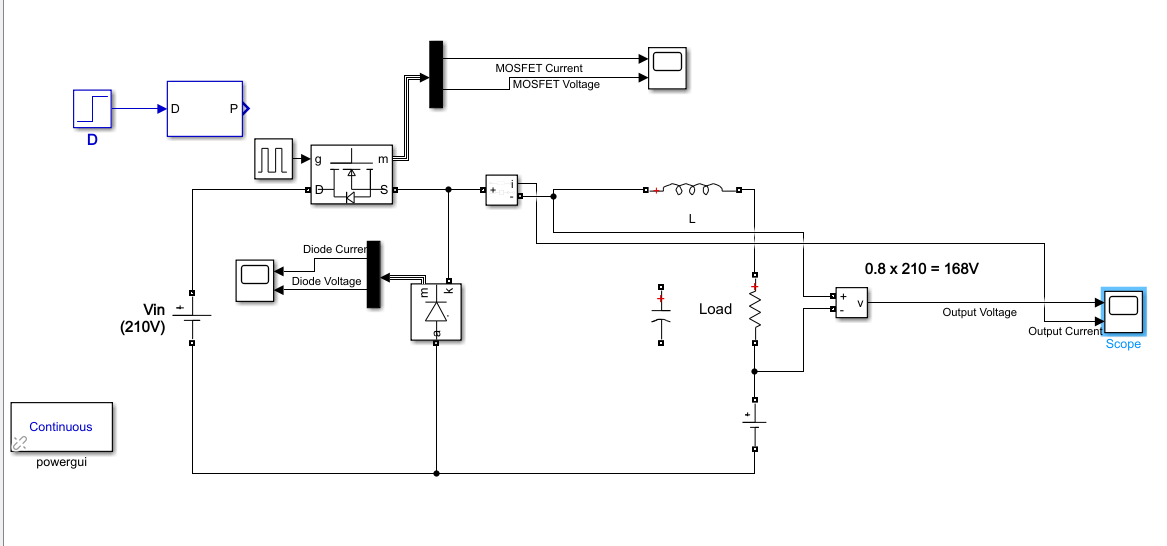 MOSFET Current
MOSFET Voltage
D
P
D
g
m
D
S
+
i
-
L
Diode Curren
Diode Voltage
m
k
a
Vin
(210V)
+
0.8 x 210 = 168V
Load
+
-
v
Output Voltage
Output Current
Scope
+
Continuous
powergui